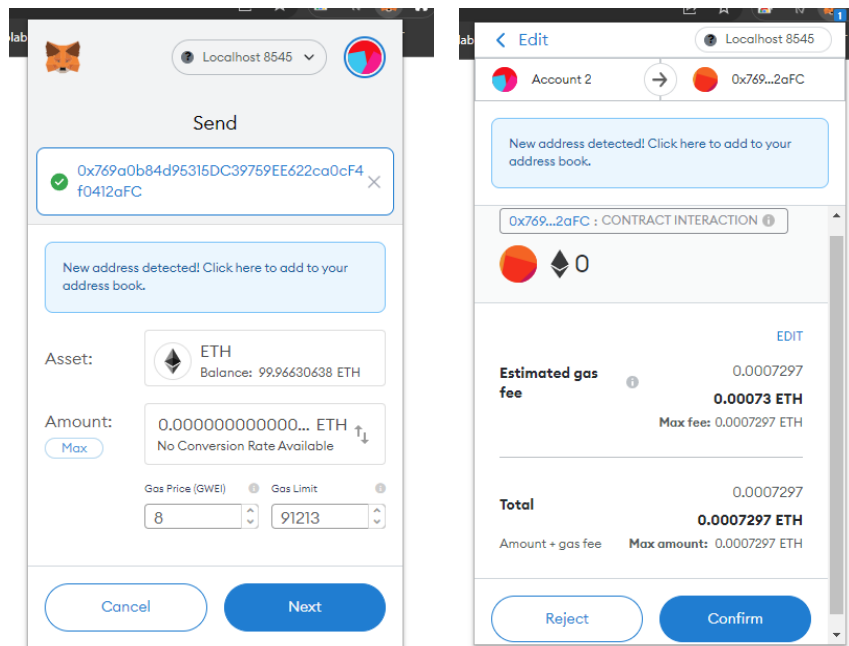 lab
Localhost 8545
Send
0x769a0b84d95315DC39759EE622ca0cF4
f0412aFC
New address detected! Click here to add to your
address book.
Asset:
ETH
Balance: 99.96630638 ETH
Amount:
Max
0.000000000000... ETH
No Conversion Rate Available
Gas Price (GWEI)
Gas Limit
8
91213
Cancel
Next
1
lab
Edit
Localhost 8545
Account 2
0x769...2aFC
New address detected! Click here to add to your
address book.
0x769...2aFC : CONTRACT INTERACTION
0
EDIT
Estimated gas
fee
0.0007297
0.00073 ETH
Max fee: 0.0007297 ETH
Total
0.0007297
0.0007297 ETH
Amount + gas fee
Max amount: 0.0007297 ETH
Reject
Confirm